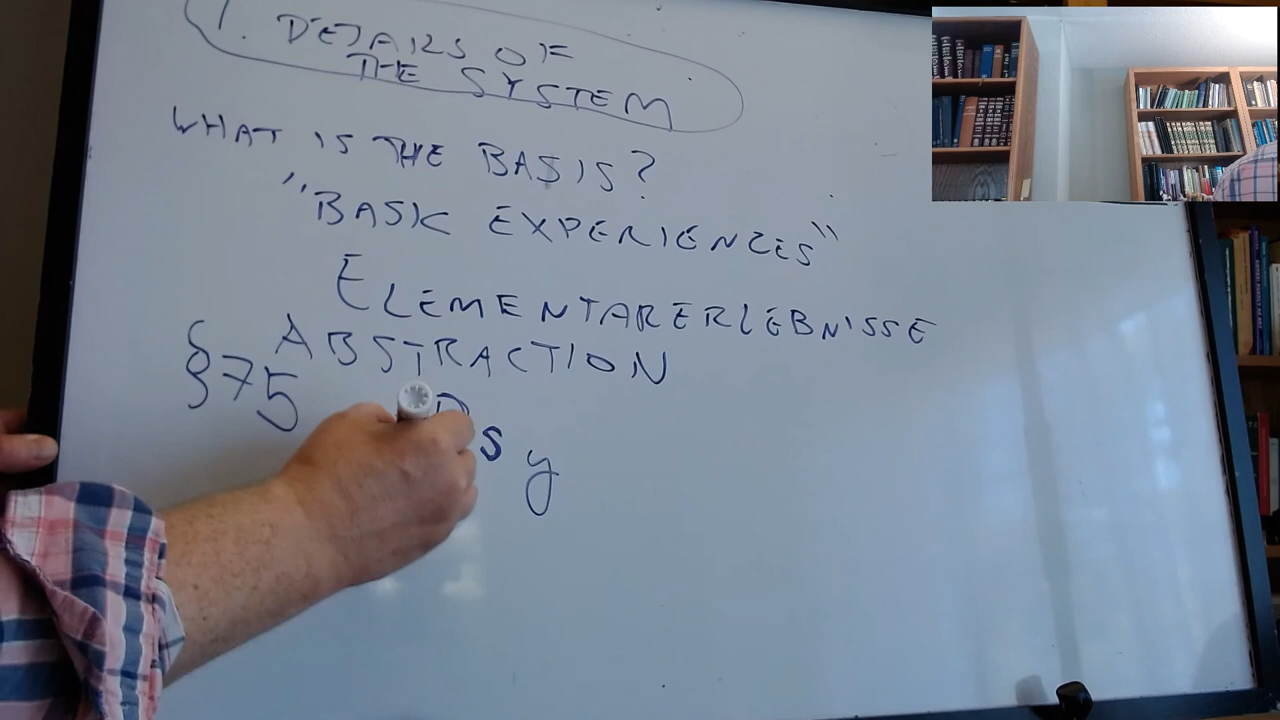 1. DETAILS OF
THE SYSTEM
WHAT IS THE BASIS?
"BASIC EXPERIENCES"
ELEMENTARERLEBNISSE
ABSTRACTION
§75
s y